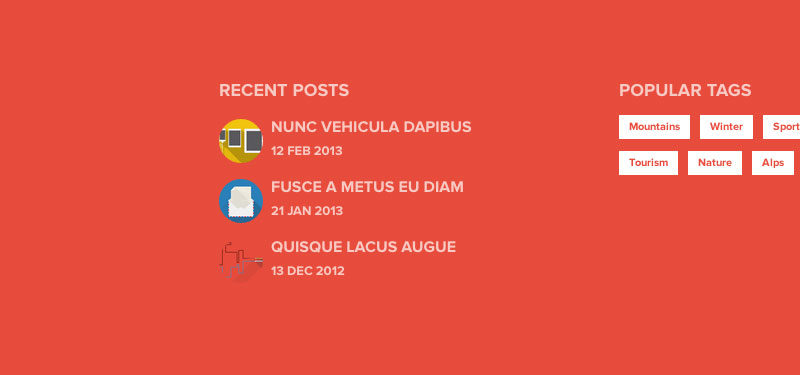 RECENT POSTS
NUNC VEHICULA DAPIBUS
12 FEB 2013
FUSCE A METUS EU DIAM
21 JAN 2013
QUISQUE LACUS AUGUE
13 DEC 2012
POPULAR TAGS
Mountains Winter Sport
Tourism Nature Alps